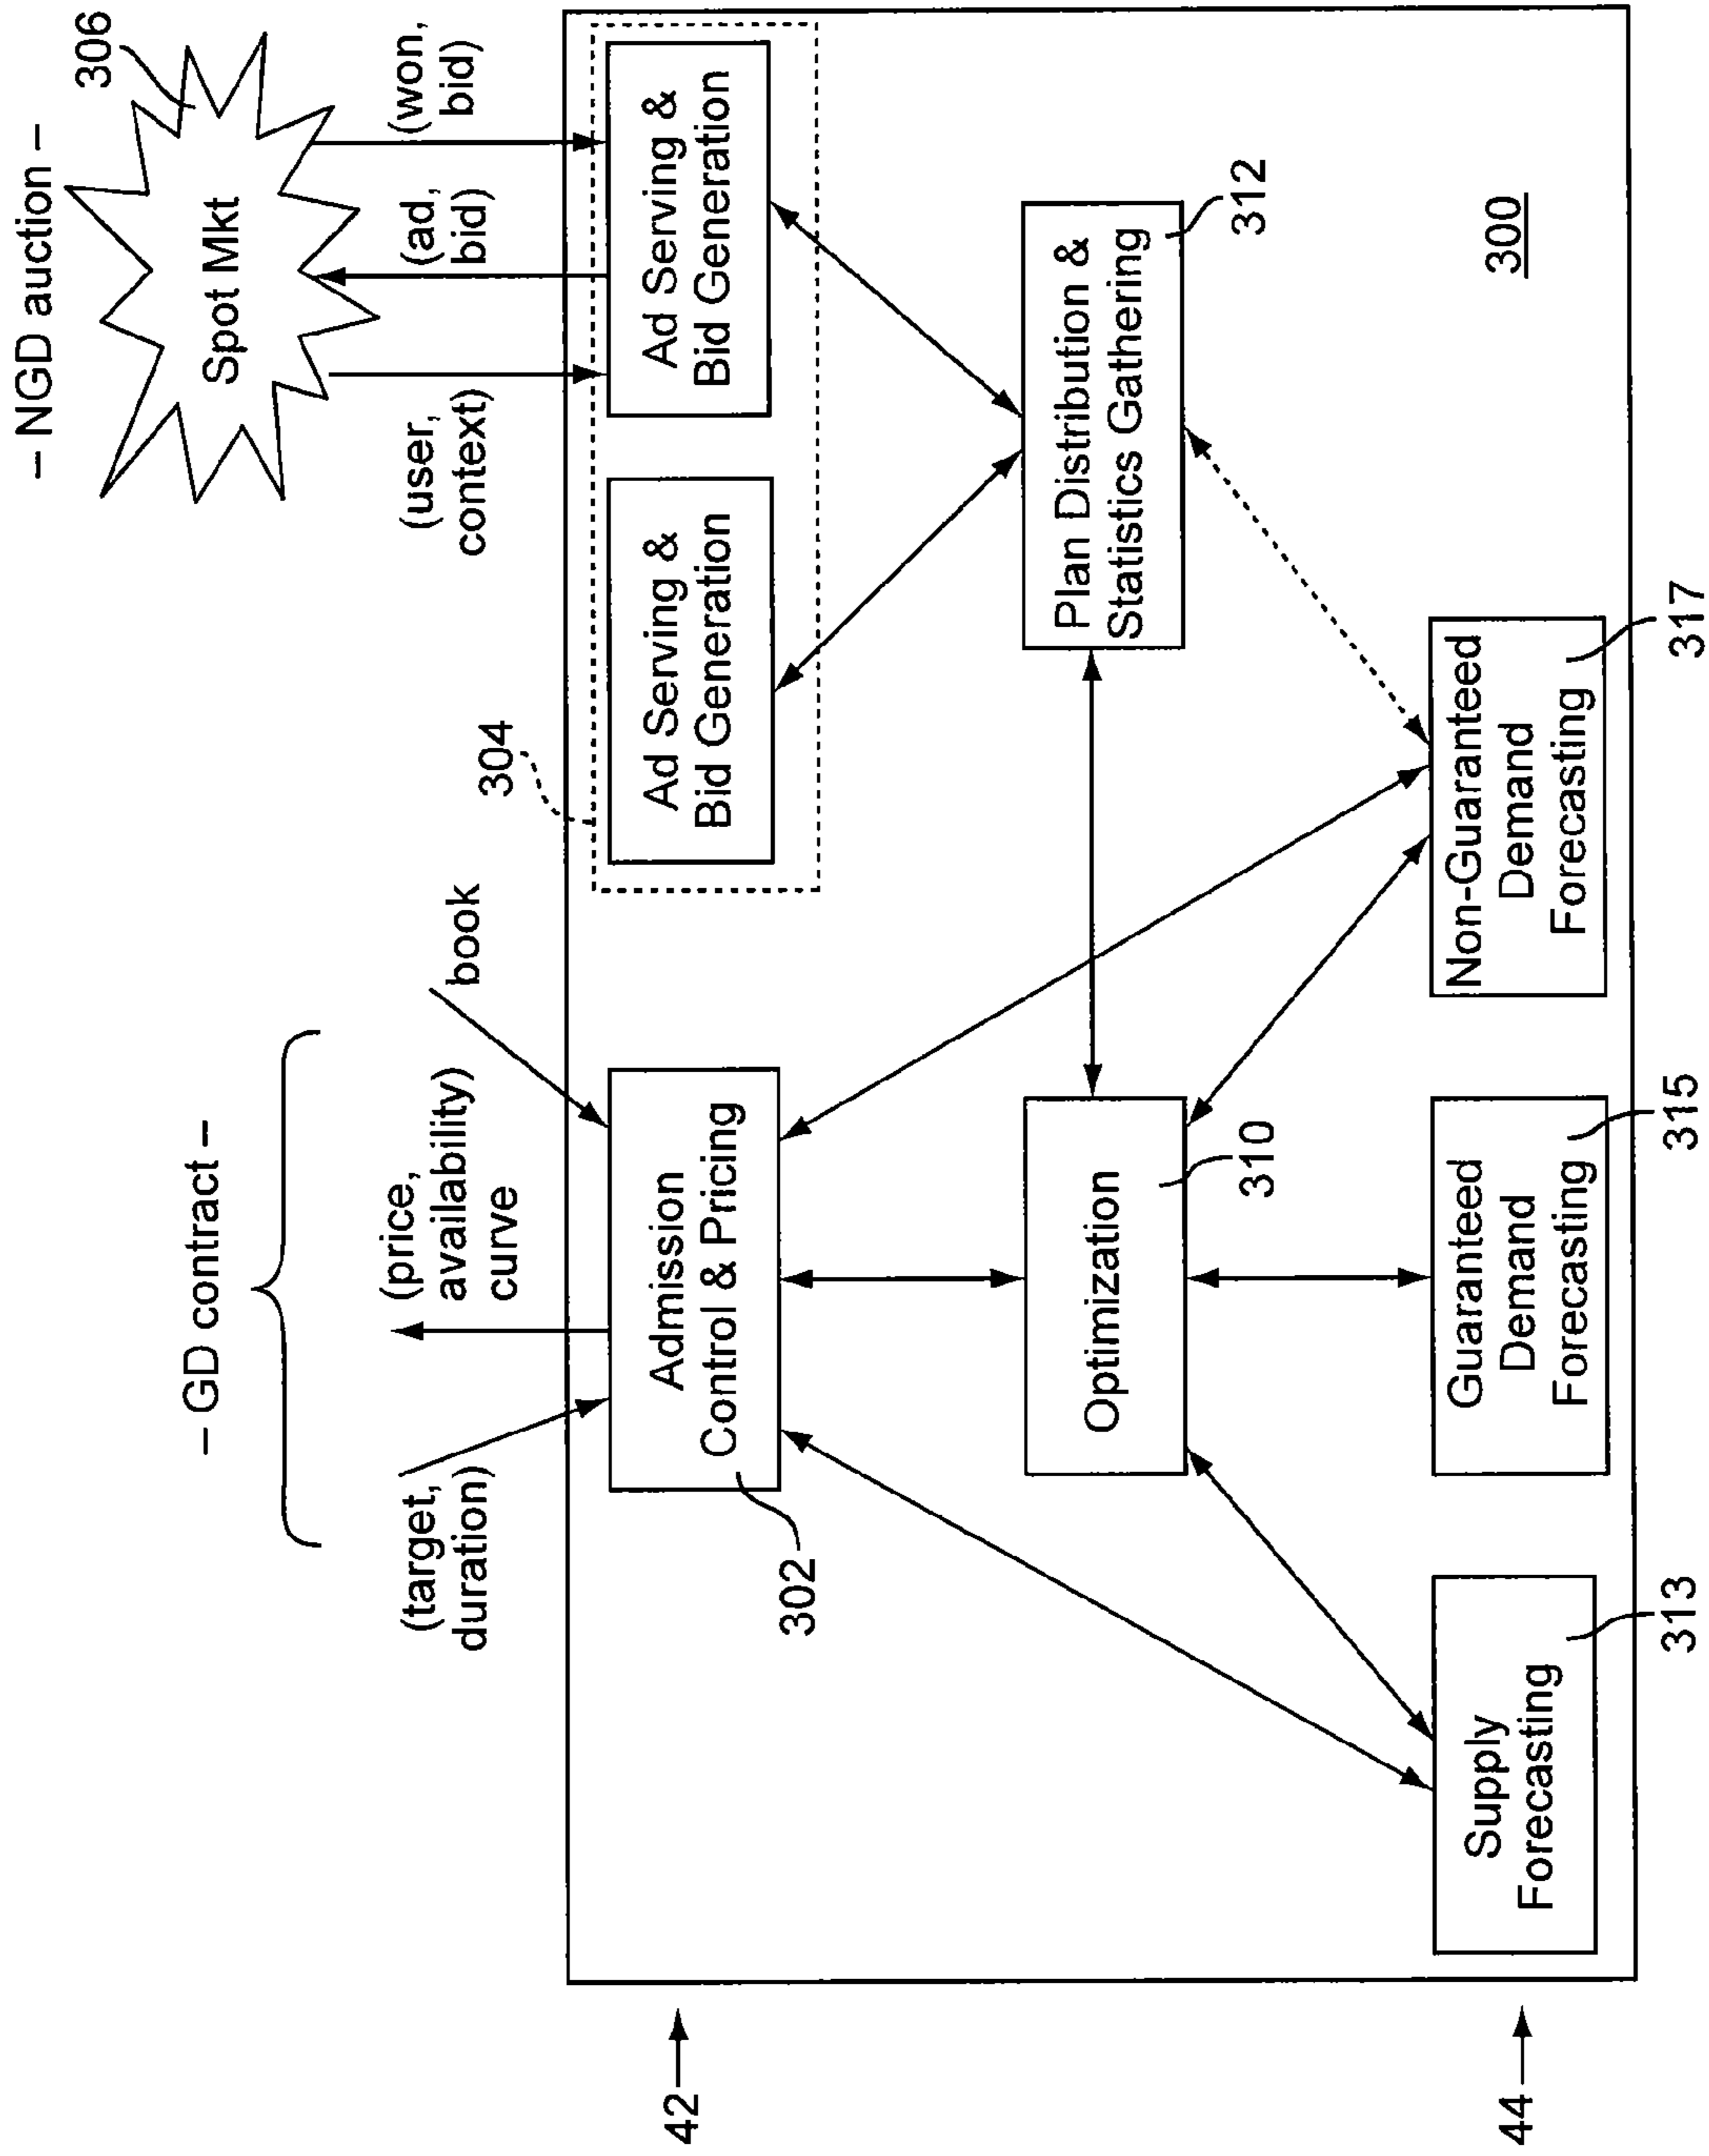 – GD contract –
– NGD auction –
306
Spot Mkt
(target,
duration)
(price,
availability)
curve
book
(user,
context)
(ad,
bid)
(won,
bid)
304
42
Admission
Control & Pricing
302
Ad Serving &
Bid Generation
Ad Serving &
Bid Generation
Optimization
310
Plan Distribution &
Statistics Gathering
312
300
44
Supply
Forecasting
313
Guaranteed
Demand
Forecasting
315
Non-Guaranteed
Demand
Forecasting
317